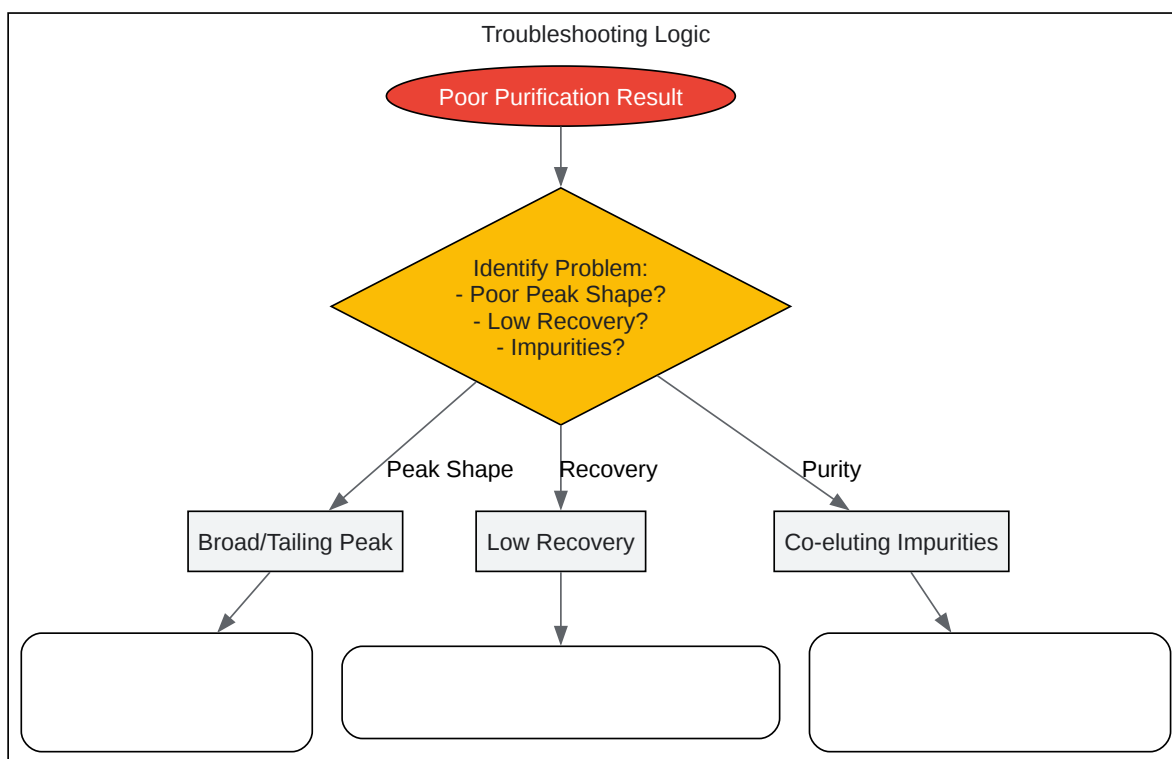 Troubleshooting Logic
Poor Purification Result
Identify Problem:
- Poor Peak Shape?
- Low Recovery?
- Impurities?
Peak Shape
Recovery
Purity
Broad/Tailing Peak
Low Recovery
Co-eluting Impurities